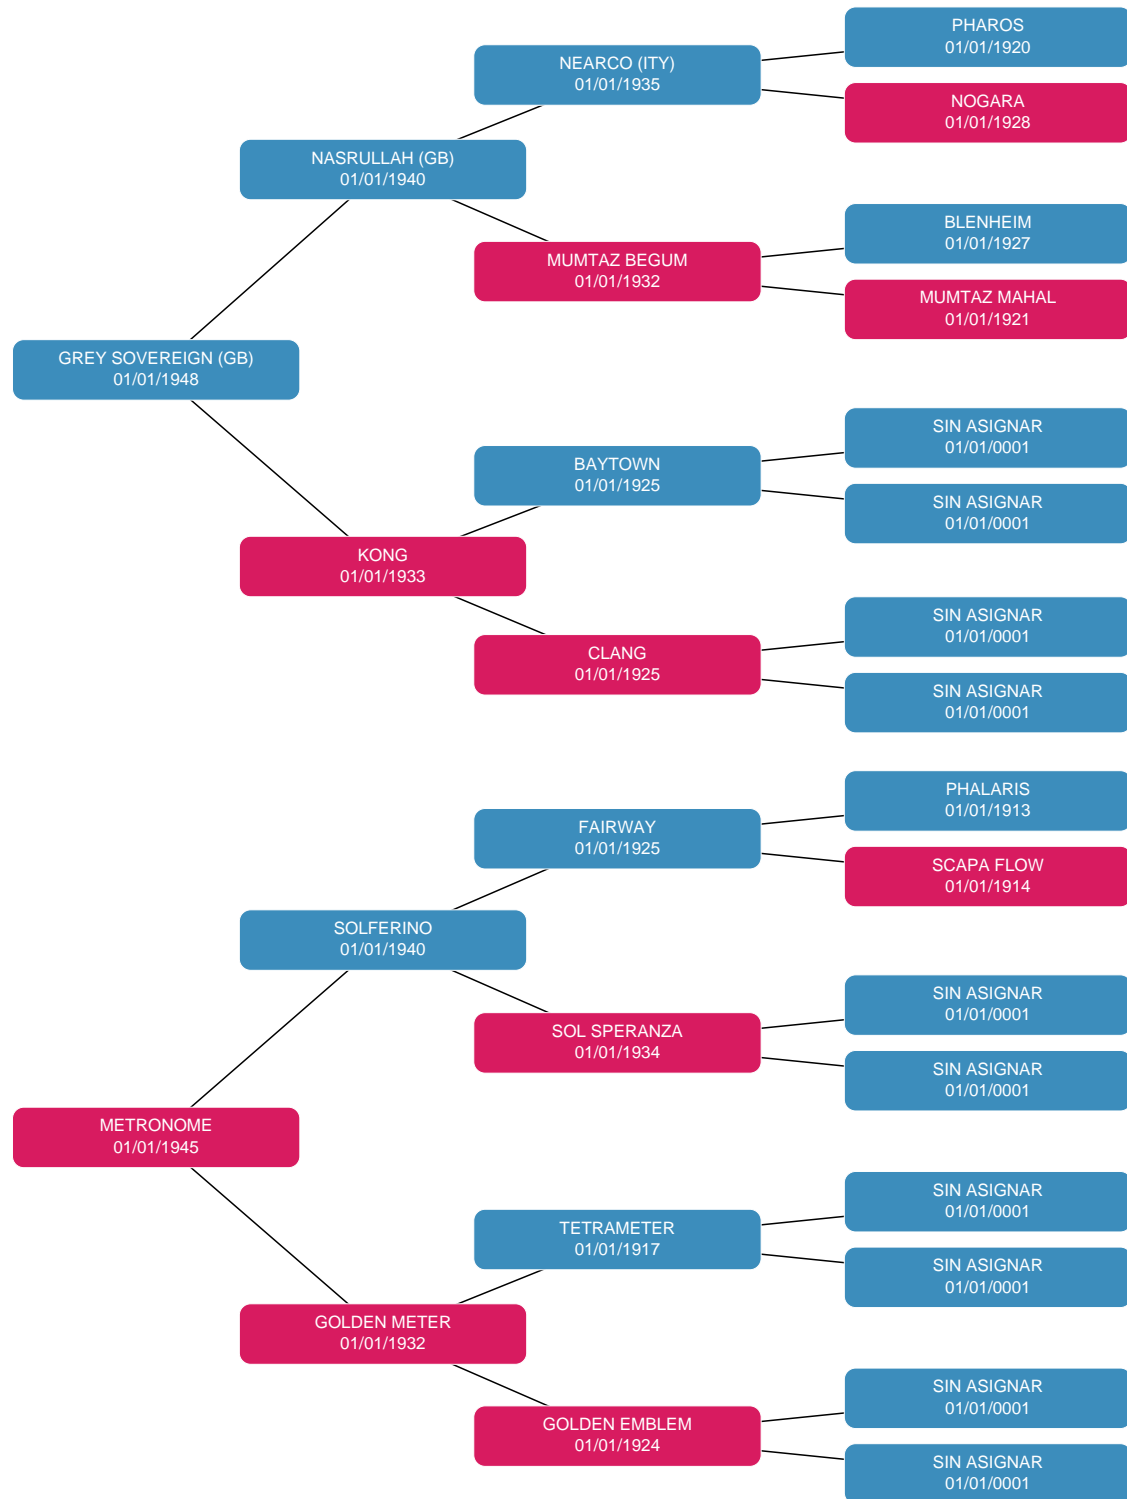 PHAROS
01/01/1920
NEARCO (ITY)
01/01/1935
NOGARA
01/01/1928
NASRULLAH (GB)
01/01/1940
BLENHEIM
01/01/1927
MUMTAZ BEGUM
01/01/1932
MUMTAZ MAHAL
01/01/1921
GREY SOVEREIGN (GB)
01/01/1948
SIN ASIGNAR
01/01/0001
BAYTOWN
01/01/1925
SIN ASIGNAR
01/01/0001
KONG
01/01/1933
SIN ASIGNAR
01/01/0001
CLANG
01/01/1925
SIN ASIGNAR
01/01/0001
PHALARIS
01/01/1913
FAIRWAY
01/01/1925
SCAPA FLOW
01/01/1914
SOLFERINO
01/01/1940
SIN ASIGNAR
01/01/0001
SOL SPERANZA
01/01/1934
SIN ASIGNAR
01/01/0001
METRONOME
01/01/1945
SIN ASIGNAR
01/01/0001
TETRAMETER
01/01/1917
SIN ASIGNAR
01/01/0001
GOLDEN METER
01/01/1932
SIN ASIGNAR
01/01/0001
GOLDEN EMBLEM
01/01/1924
SIN ASIGNAR
01/01/0001